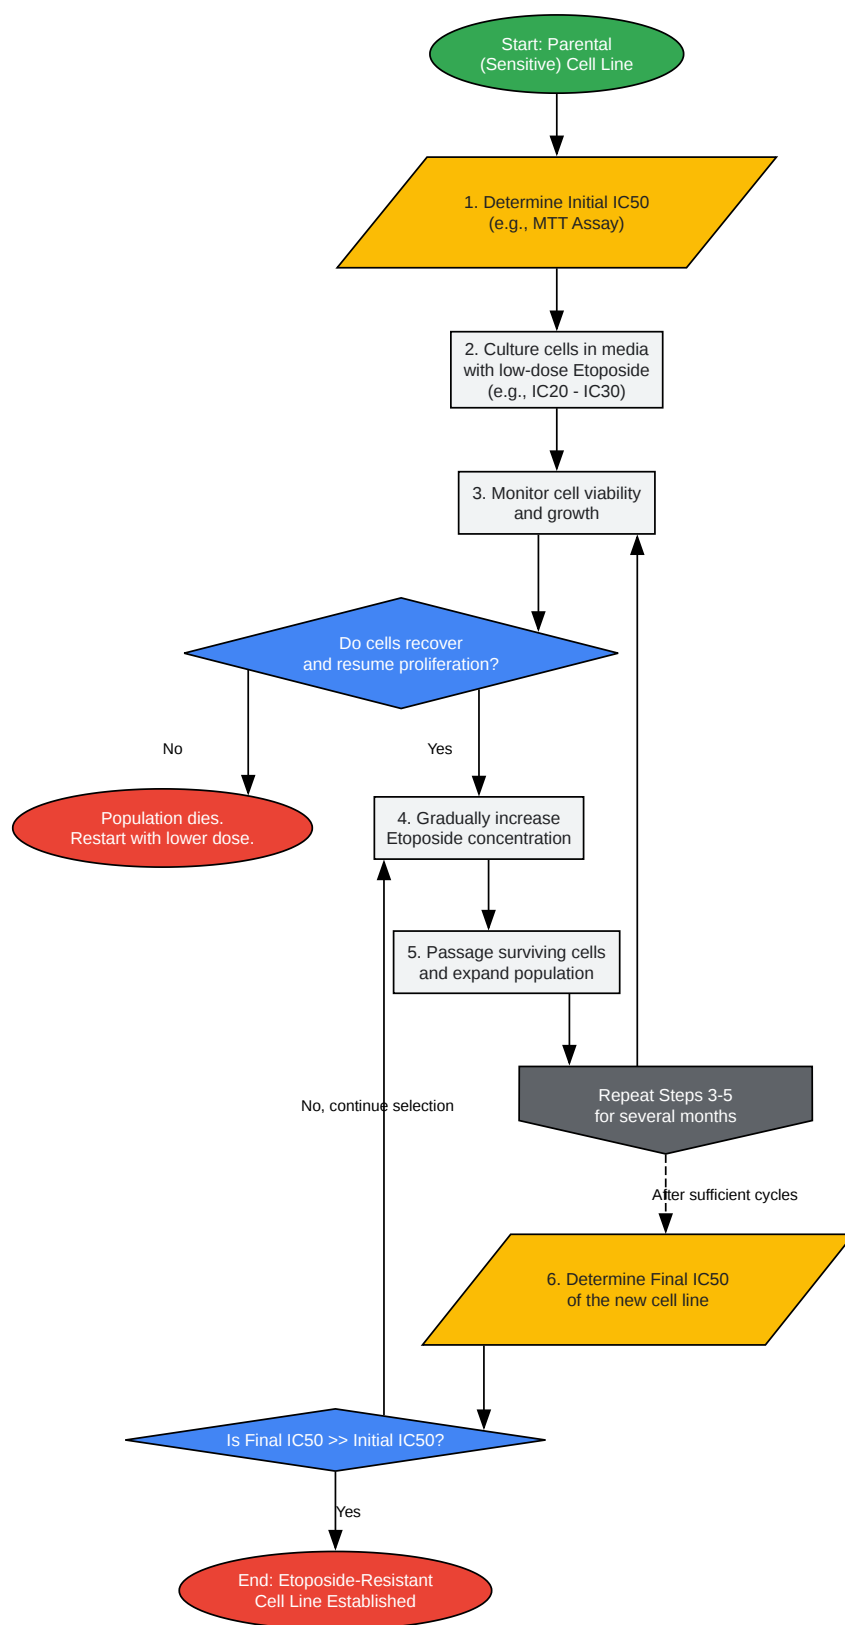 Start: Parental
(Sensitive) Cell Line
1. Determine Initial IC50
(e.g., MTT Assay)
2. Culture cells in media
with low-dose Etoposide
(e.g., IC20 - IC30)
3. Monitor cell viability
and growth
Do cells recover
and resume proliferation?
No
Yes
Population dies.
Restart with lower dose.
4. Gradually increase
Etoposide concentration
5. Passage surviving cells
and expand population
Repeat Steps 3-5
for several months
No, continue selection
After sufficient cycles
6. Determine Final IC50
of the new cell line
Is Final IC50 >> Initial IC50?
Yes
End: Etoposide-Resistant
Cell Line Established